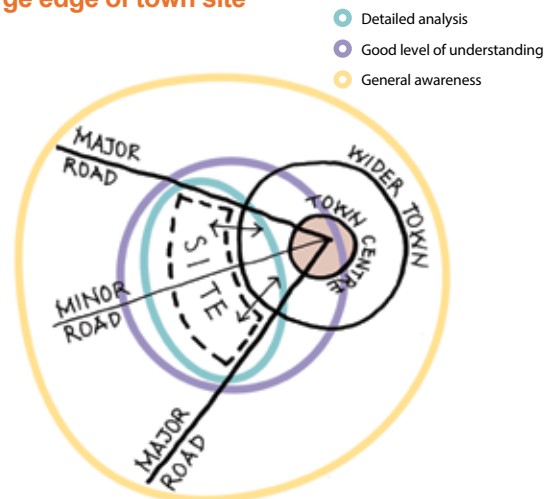 edge of town site
Detailed analysis
Good level of understanding
General awareness
MAJOR
ROAD
WIDER TOWN
TOWN CENTRE
SITE
MINOR
ROAD
MAJOR
ROAD